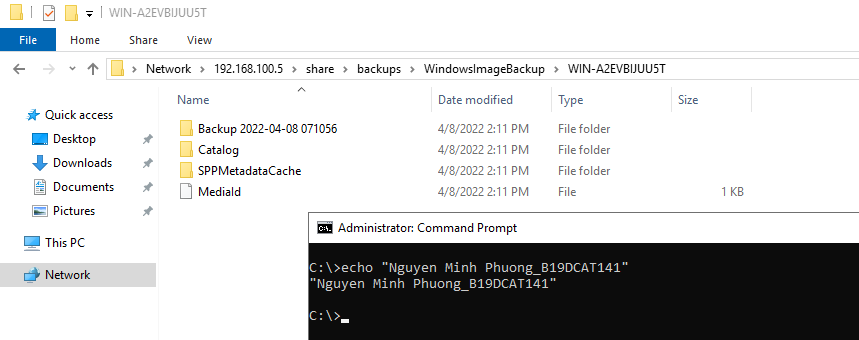 WIN-A2EVBIJUU5T
File Home Share View
Network > 192.168.100.5 > share > backups > WindowsImageBackup > WIN-A2EVBIJUU5T
Name Date modified Type Size
Quick access
Desktop
Downloads
Documents
Pictures
This PC
Network
Backup 2022-04-08 071056 4/8/2022 2:11 PM File folder
Catalog 4/8/2022 2:11 PM File folder
SPPMetadataCache 4/8/2022 2:11 PM File folder
MediaId 4/8/2022 2:11 PM File 1 KB
Administrator: Command Prompt
C:\>echo "Nguyen Minh Phuong_B19DCAT141"
"Nguyen Minh Phuong_B19DCAT141"
C:\>